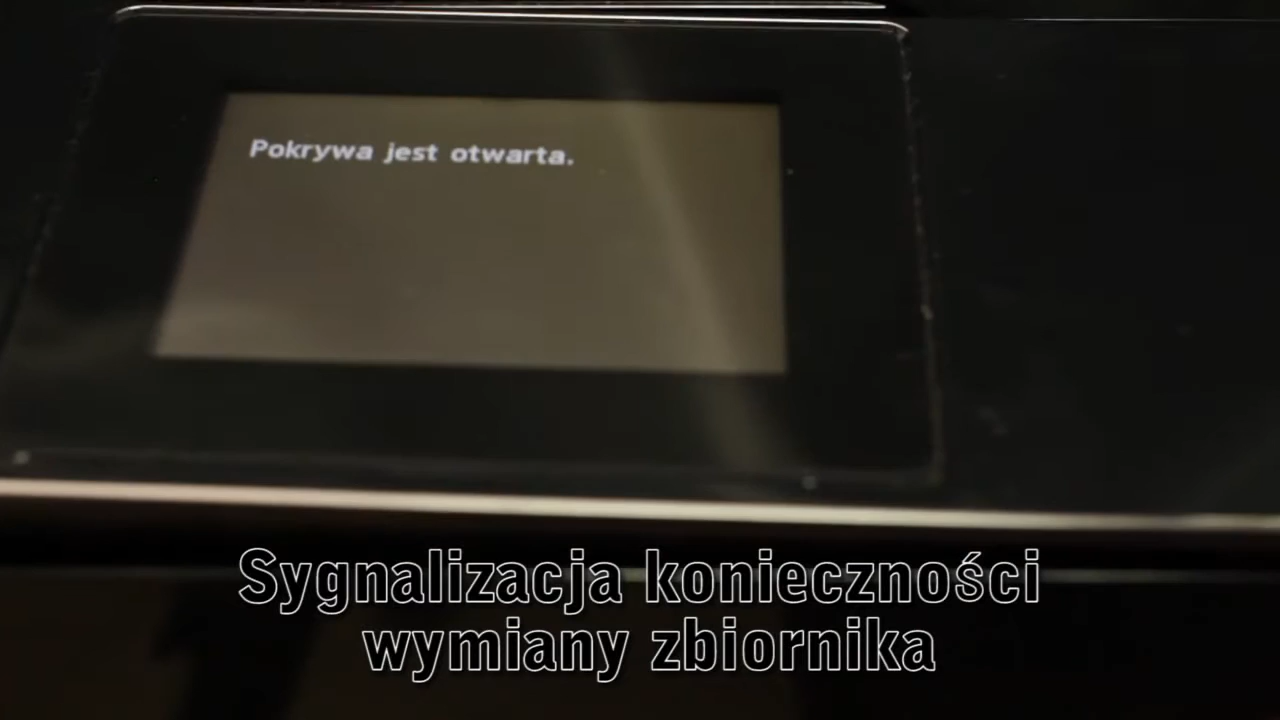 Pokrywa jest otwarta.
Sygnalizacja konieczności
wymiany zbiornika